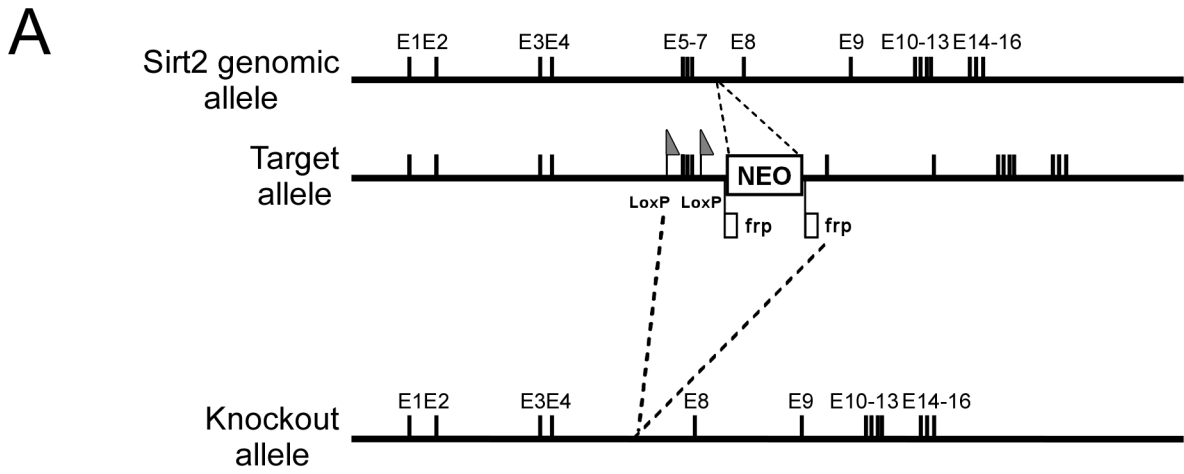 A
E1E2 E3E4 E5-7 E8 E9 E10-13 E14-16
Sirt2 genomic
allele
Target
allele
NEO
LoxP LoxP
frp frp
E1E2 E3E4 E8 E9 E10-13 E14-16
Knockout
allele